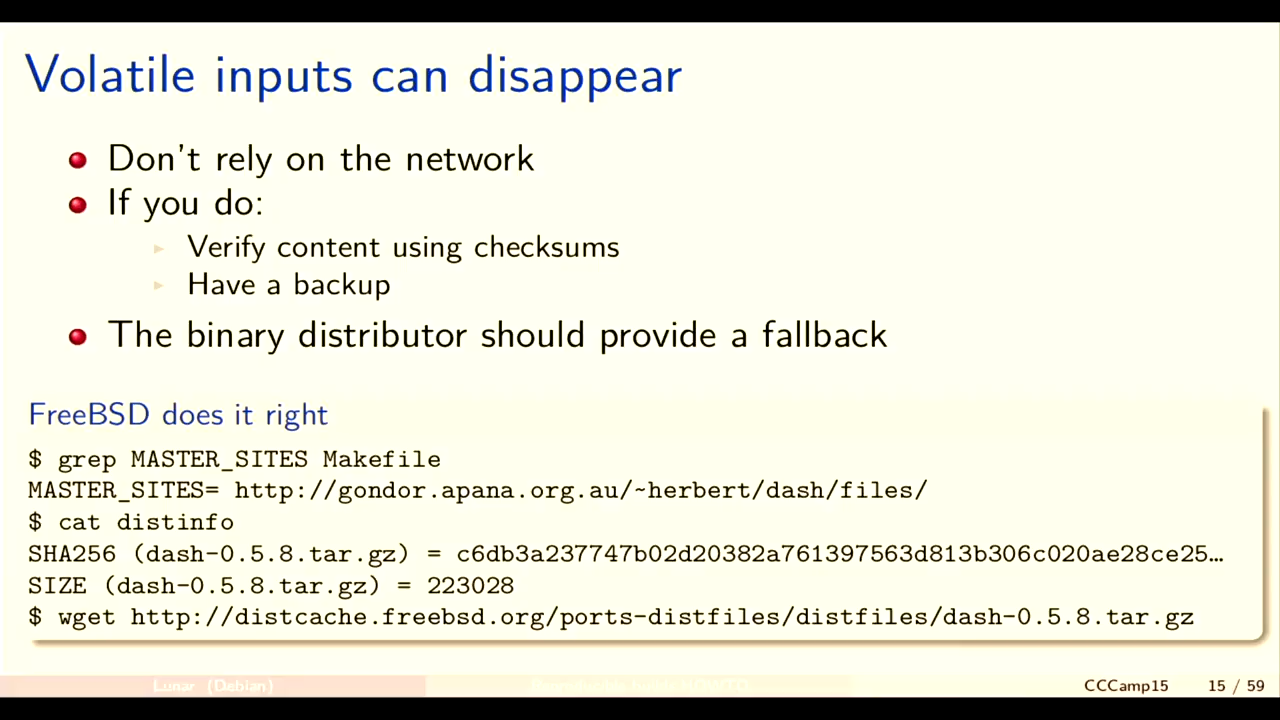 Volatile inputs can disappear
Don't rely on the network
If you do:
Verify content using checksums
Have a backup
The binary distributor should provide a fallback
FreeBSD does it right
$ grep MASTER_SITES Makefile
MASTER_SITES= http://gondor.apana.org.au/~herbert/dash/files/
$ cat distinfo
SHA256 (dash-0.5.8.tar.gz) = c6db3a237747b02d20382a761397563d813b306c020ae28ce25…
SIZE (dash-0.5.8.tar.gz) = 223028
$ wget http://distcache.freebsd.org/ports-distfiles/distfiles/dash-0.5.8.tar.gz
Lunar (Debian)
CCCamp15 15 / 59